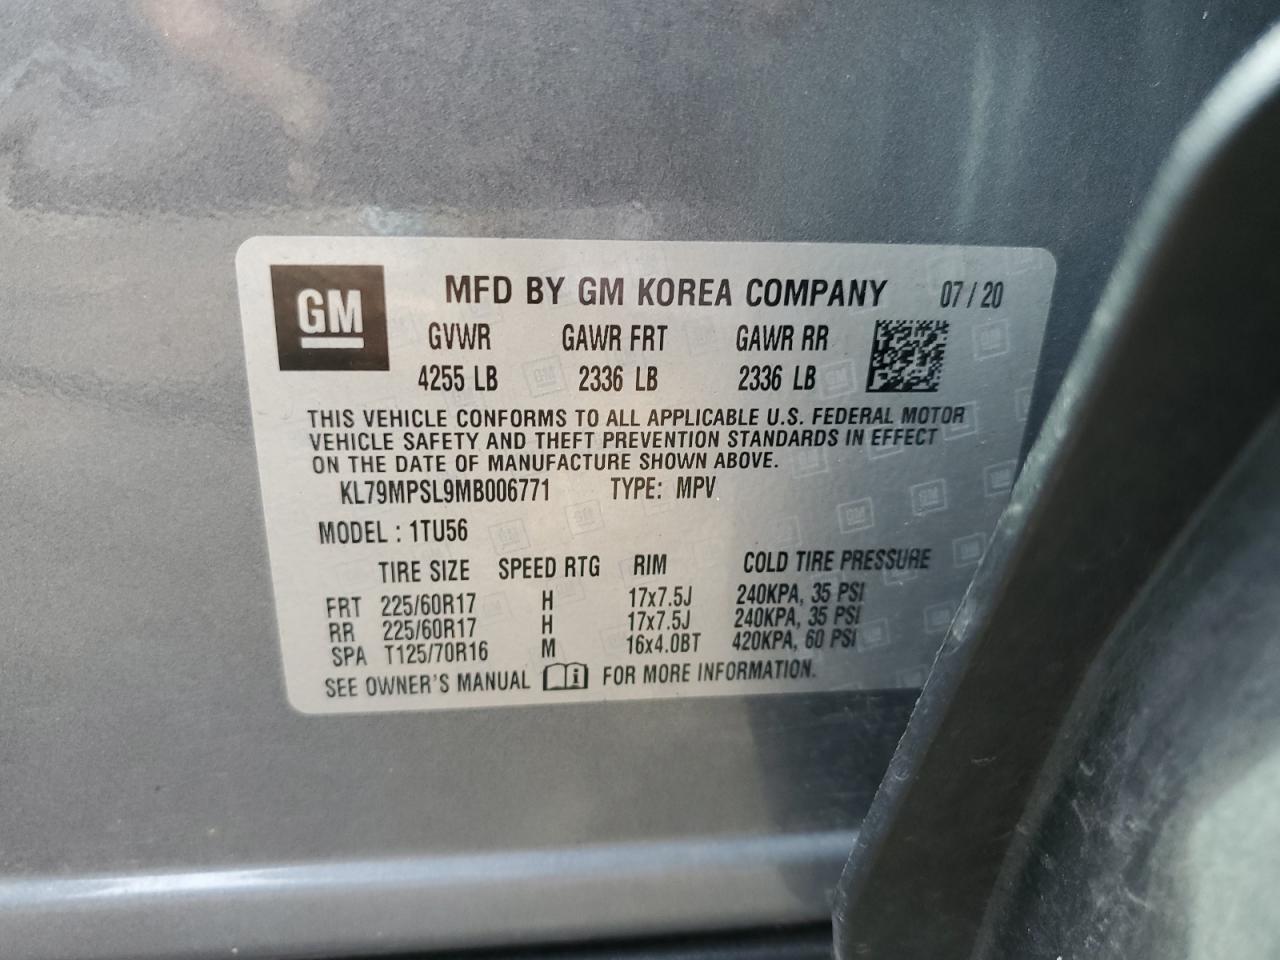 GM
MFD BY GM KOREA COMPANY 07 / 20
GVWR GAWR FRT GAWR RR
4255 LB 2336 LB 2336 LB
THIS VEHICLE CONFORMS TO ALL APPLICABLE U.S. FEDERAL MOTOR
VEHICLE SAFETY AND THEFT PREVENTION STANDARDS IN EFFECT
ON THE DATE OF MANUFACTURE SHOWN ABOVE.
KL79MPSL9MB006771 TYPE: MPV
MODEL : 1TU56
TIRE SIZE SPEED RTG RIM COLD TIRE PRESSURE
FRT 225/60R17 H 17x7.5J 240KPA, 35 PSI
RR 225/60R17 H 17x7.5J 240KPA, 35 PSI
SPA T125/70R16 M 16x4.0BT 420KPA, 60 PSI
SEE OWNER'S MANUAL i FOR MORE INFORMATION.